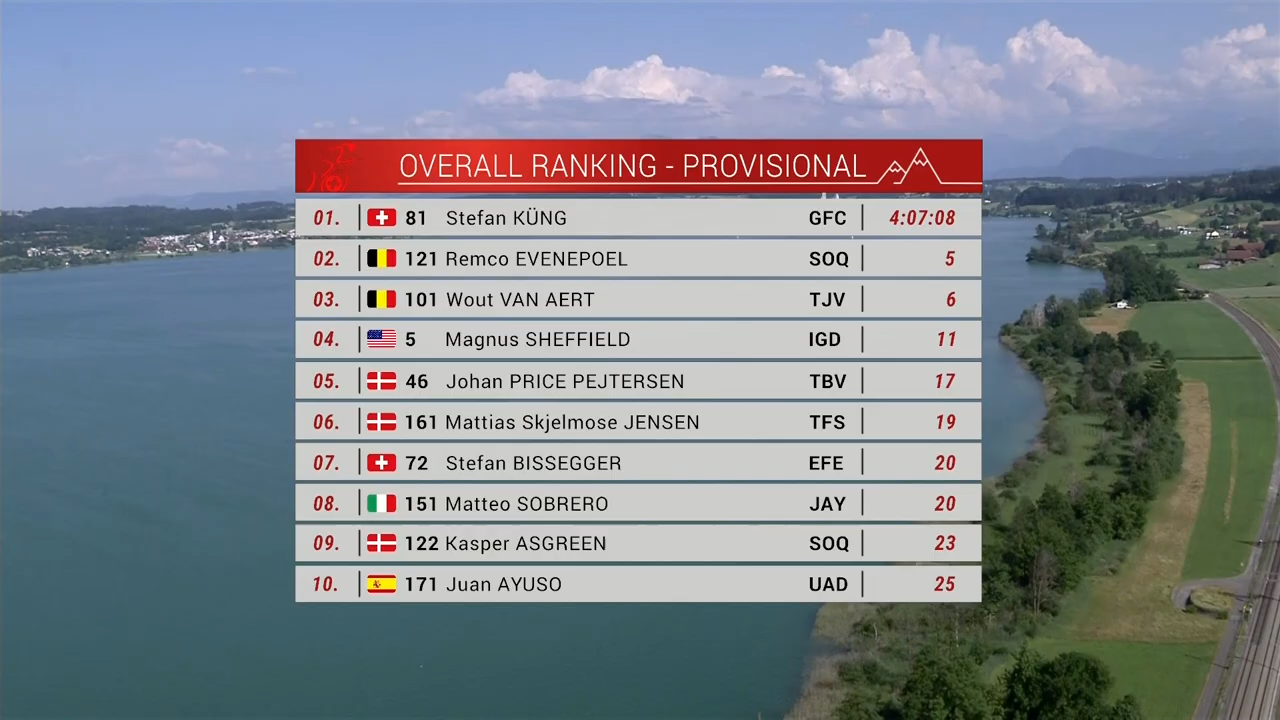 OVERALL RANKING - PROVISIONAL
01. 81 Stefan KÜNG GFC 4:07:08
02. 121 Remco EVENEPOEL SOQ 5
03. 101 Wout VAN AERT TJV 6
04. 5 Magnus SHEFFIELD IGD 11
05. 46 Johan PRICE PEJTERSEN TBV 17
06. 161 Mattias Skjelmose JENSEN TFS 19
07. 72 Stefan BISSEGGER EFE 20
08. 151 Matteo SOBRERO JAY 20
09. 122 Kasper ASGREEN SOQ 23
10. 171 Juan AYUSO UAD 25